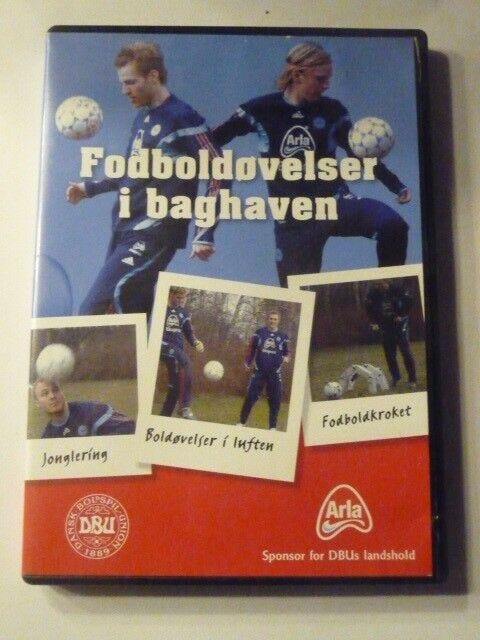 Arla
Fodboldøvelser
i baghaven
Jonglering
Boldøvelser i luften
Fodboldkroket
DANSK BOLDSPIL-UNION
DBU
1889
Arla
Sponsor for DBUs landshold